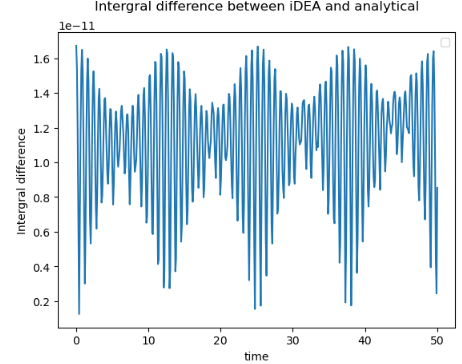 Intergral difference between iDEA and analytical
1e−11
1.6
1.4
1.2
1.0
0.8
0.6
0.4
0.2
Intergral difference
0 10 20 30 40 50
time